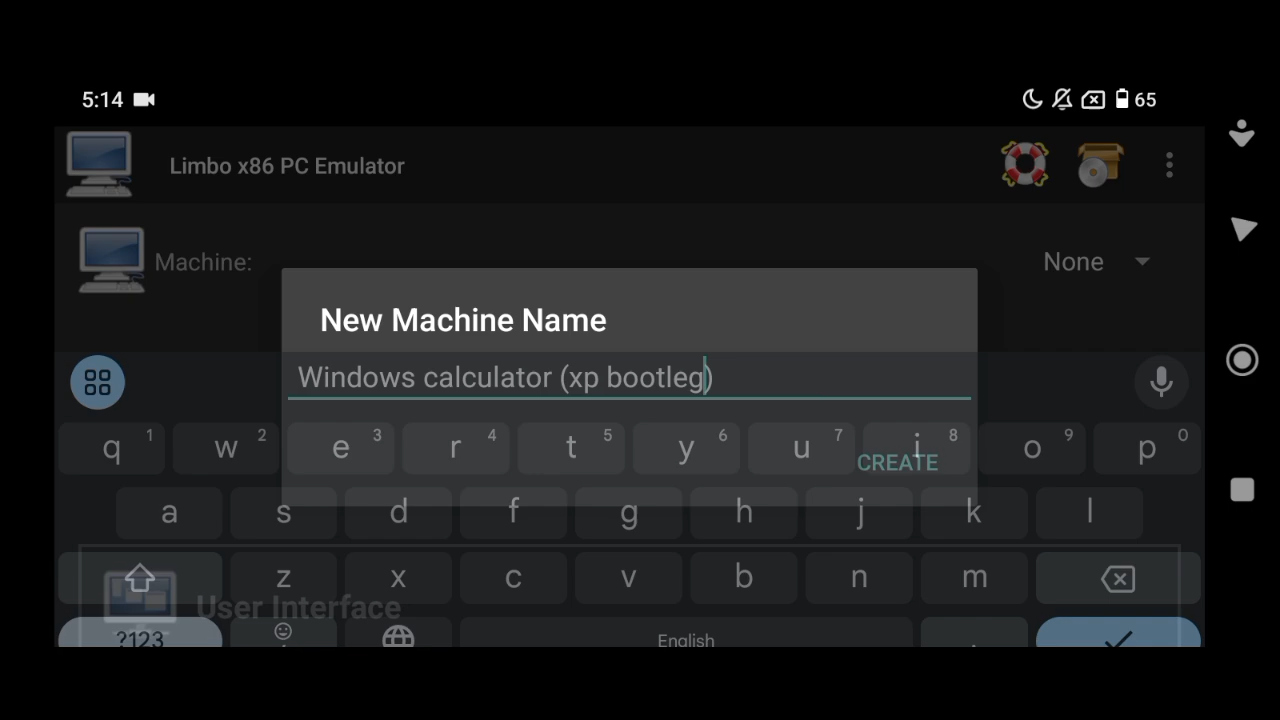 5:14 65
Limbo x86 PC Emulator
Machine: None
New Machine Name
Windows calculator (xp bootleg)
q 1 w 2 e 3 r 4 t 5 y 6 u 7 i 8 o 9 p 0
CREATE
a s d f g h j k l
z x c v b n m
User Interface
?123 English .